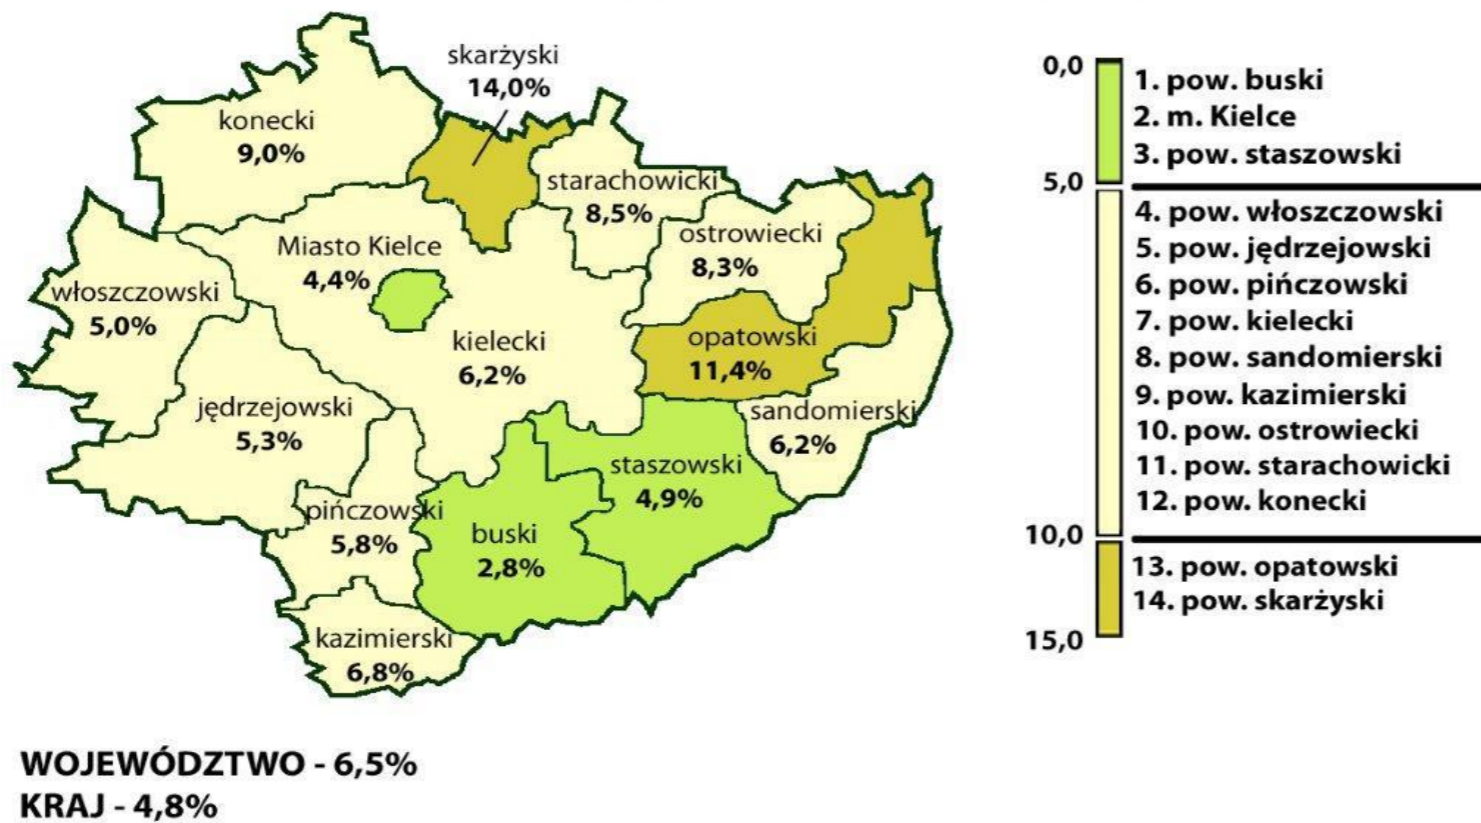 skarżyski
14,0%
konecki
9,0%
starachowicki
8,5%
ostrowiecki
8,3%
Miasto Kielce
4,4%
włoszczowski
5,0%
kielecki
6,2%
opatowski
11,4%
jędrzejowski
5,3%
sandomierski
6,2%
staszowski
4,9%
pińczowski
5,8%
buski
2,8%
kazimierski
6,8%
0,0
1. pow. buski
2. m. Kielce
3. pow. staszowski
5,0
4. pow. włoszczowski
5. pow. jędrzejowski
6. pow. pińczowski
7. pow. kielecki
8. pow. sandomierski
9. pow. kazimierski
10. pow. ostrowiecki
11. pow. starachowicki
12. pow. konecki
10,0
13. pow. opatowski
14. pow. skarżyski
15,0
WOJEWÓDZTWO - 6,5%
KRAJ - 4,8%